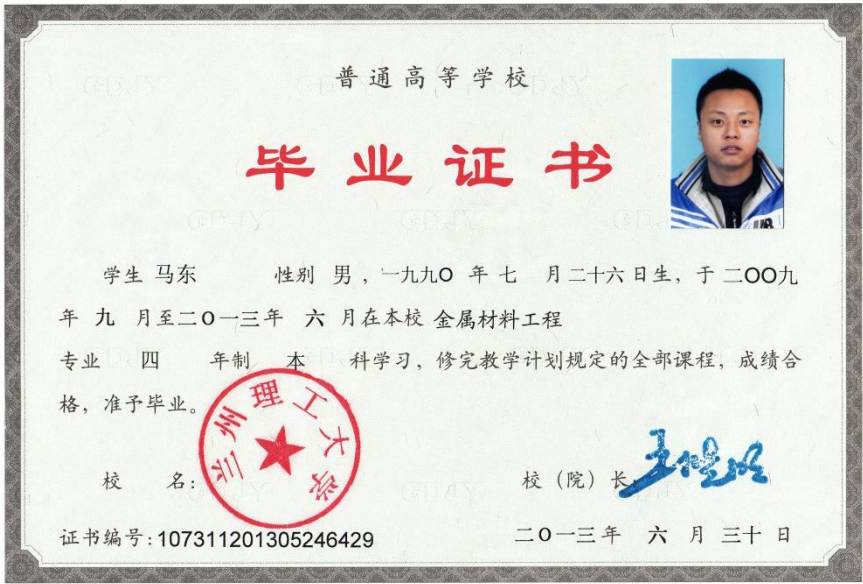 普通高等学校
毕业证书
学生 马东 性别 男，一九九〇 年 七 月 二十六 日生，于 二〇〇九
年 九 月至二〇一三年 六 月在本校 金属材料工程
专业 四 年制 本 科学习，修完教学计划规定的全部课程，成绩合
格，准予毕业。
兰州理工大学
校 名：
校（院）长：
证书编号：107311201305246429
二〇一三年 六 月 三十 日